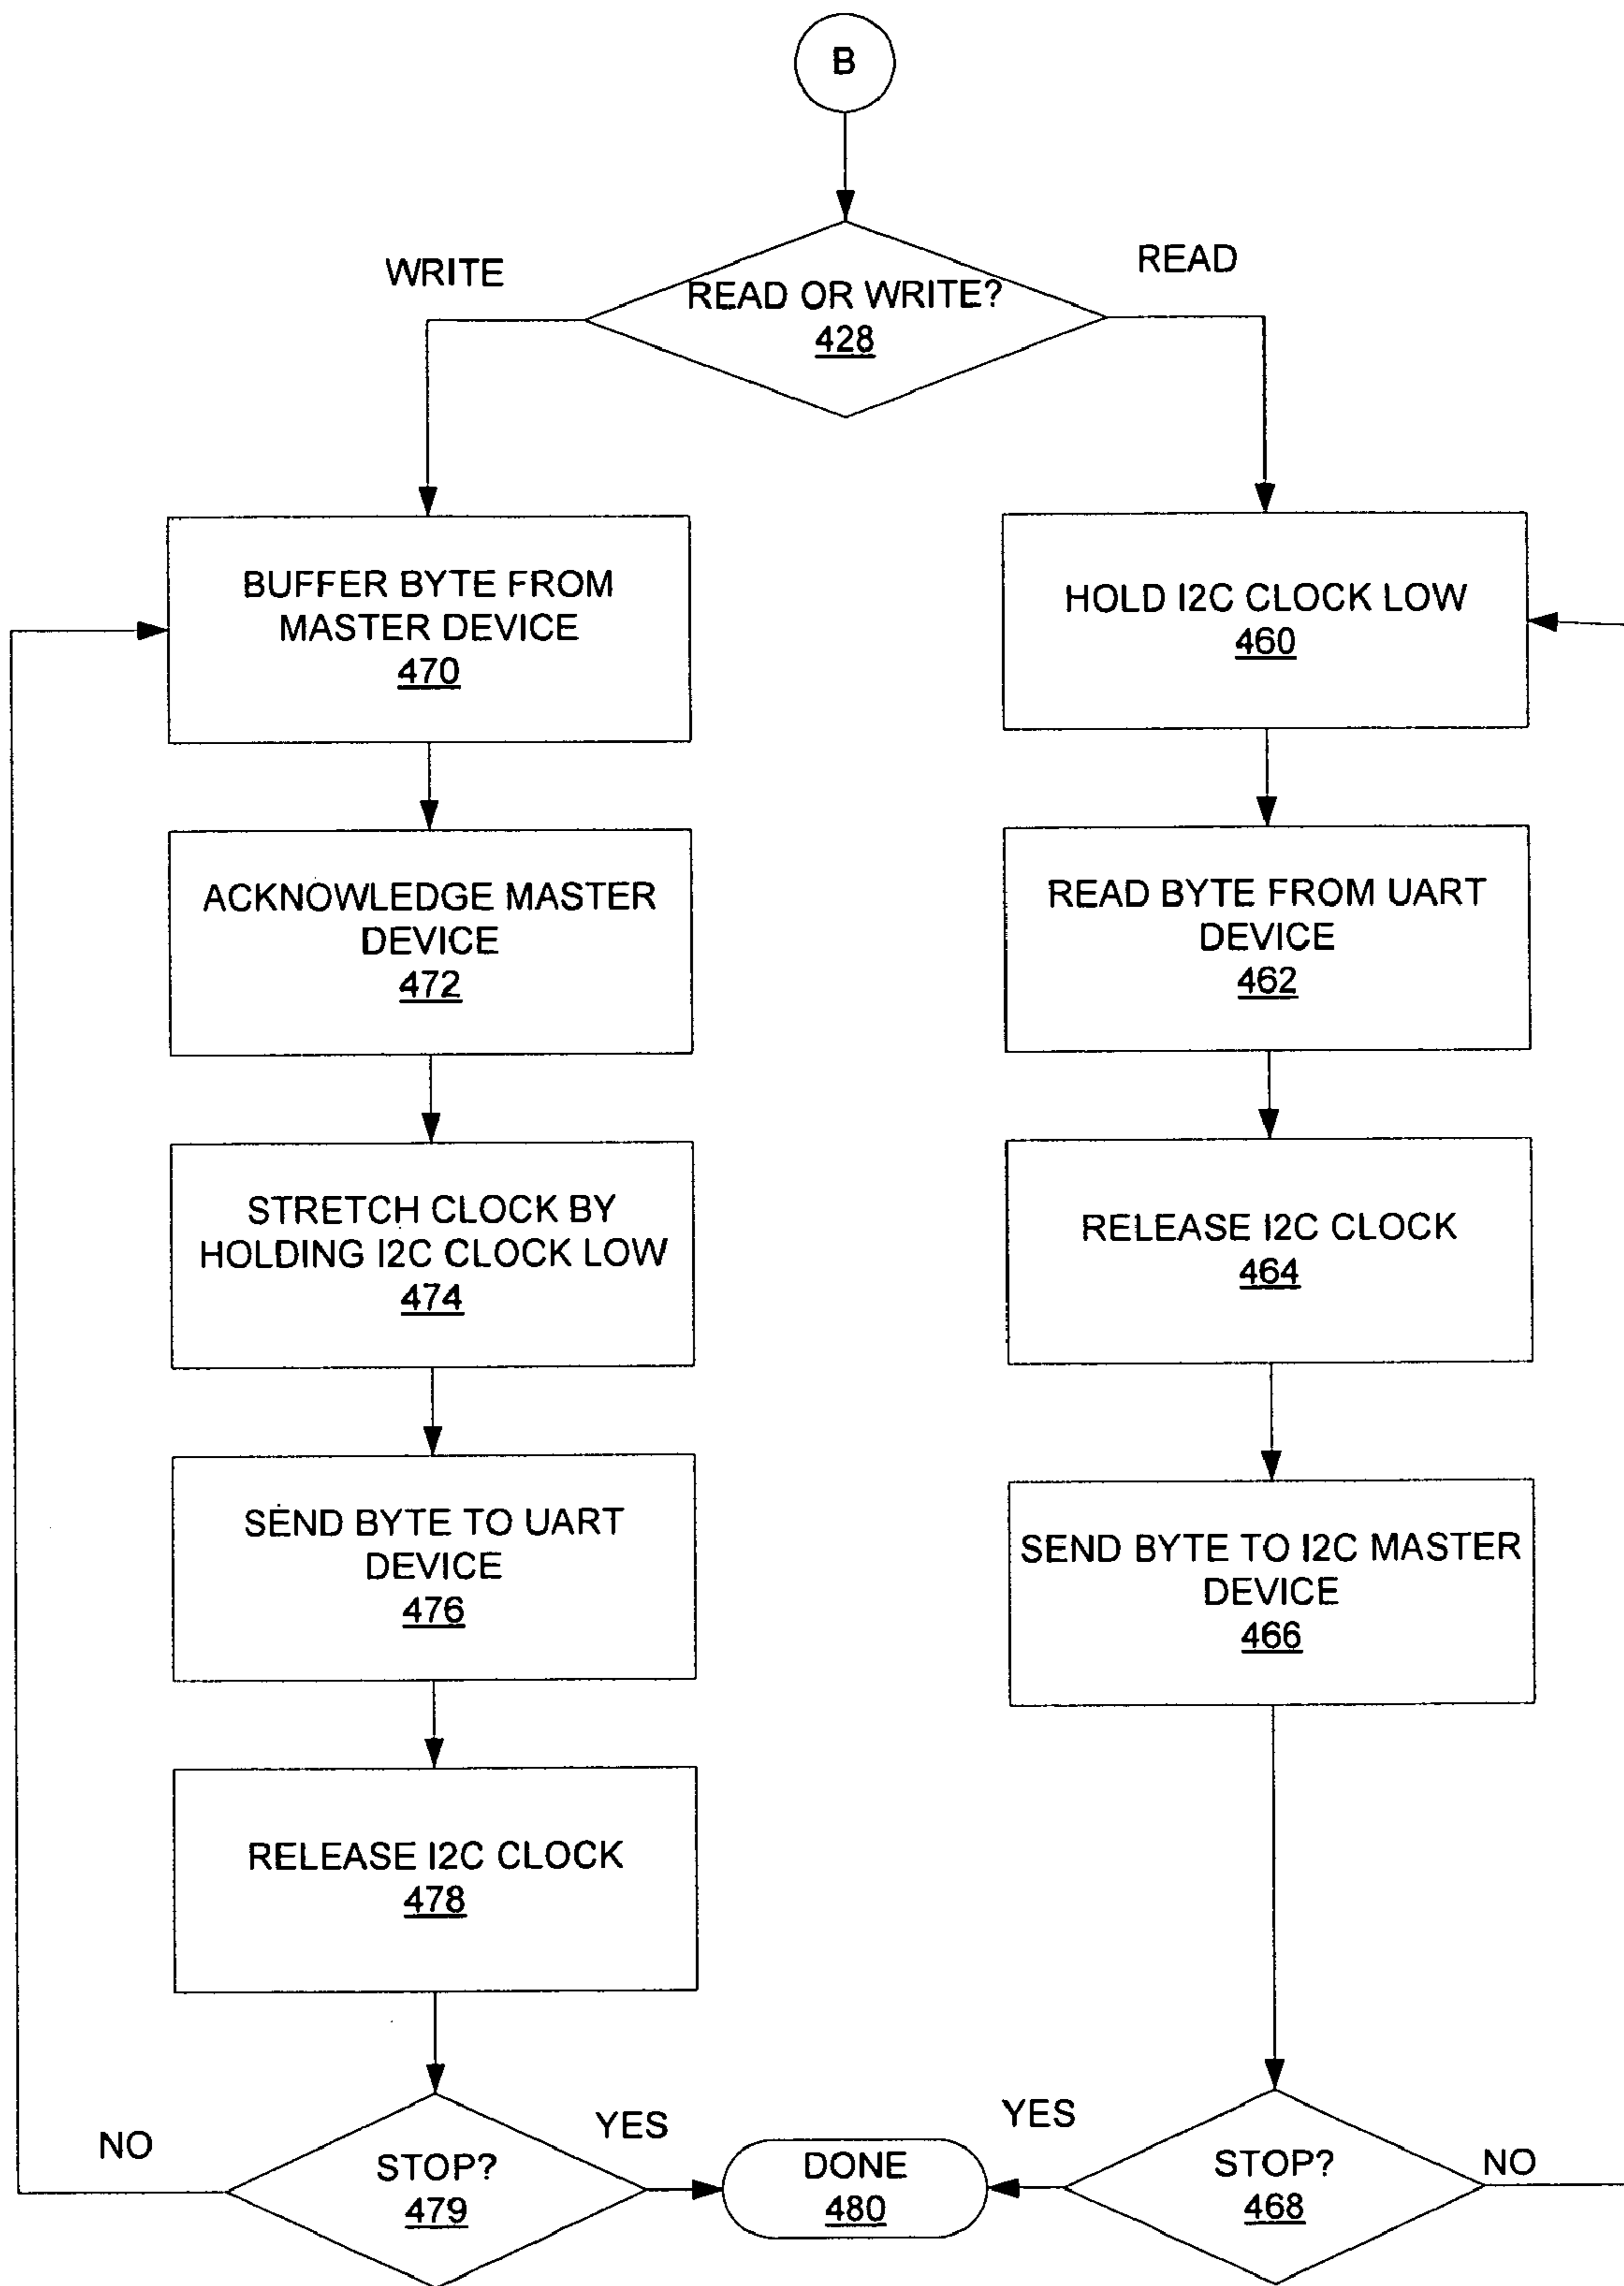 B
WRITE
READ
READ OR WRITE?
428
BUFFER BYTE FROM
MASTER DEVICE
470
HOLD I2C CLOCK LOW
460
ACKNOWLEDGE MASTER
DEVICE
472
READ BYTE FROM UART
DEVICE
462
STRETCH CLOCK BY
HOLDING I2C CLOCK LOW
474
RELEASE I2C CLOCK
464
SEND BYTE TO UART
DEVICE
476
SEND BYTE TO I2C MASTER
DEVICE
466
RELEASE I2C CLOCK
478
NO
STOP?
479
YES
DONE
480
YES
STOP?
468
NO